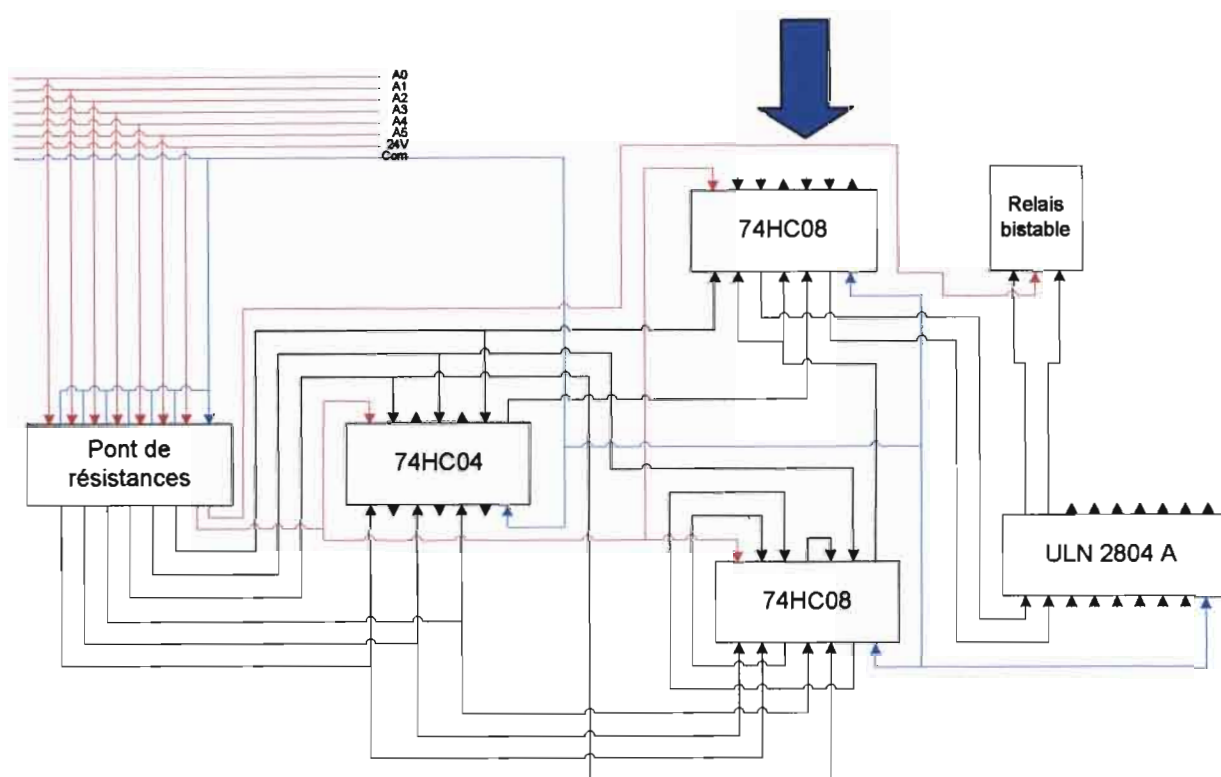 A0
A1
A2
A3
A4
A5
24V
Com
74HC08
Relais
bistable
Pont de
résistances
74HC04
ULN 2804 A
74HC08